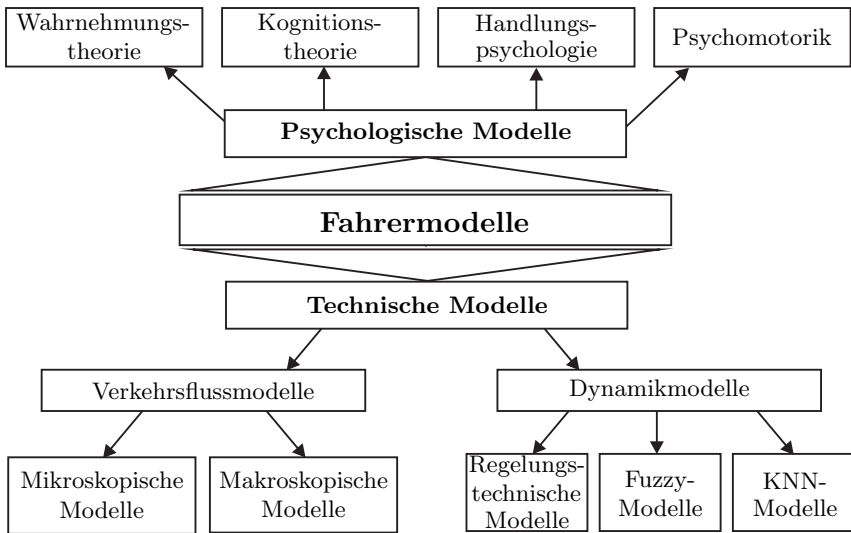 Wahrnehmungs-
theorie
Kognitions-
theorie
Handlungs-
psychologie
Psychomotorik
Psychologische Modelle
Fahrermodelle
Technische Modelle
Verkehrsflussmodelle
Dynamikmodelle
Mikroskopische
Modelle
Makroskopische
Modelle
Regelungs-
technische
Modelle
Fuzzy-
Modelle
KNN-
Modelle